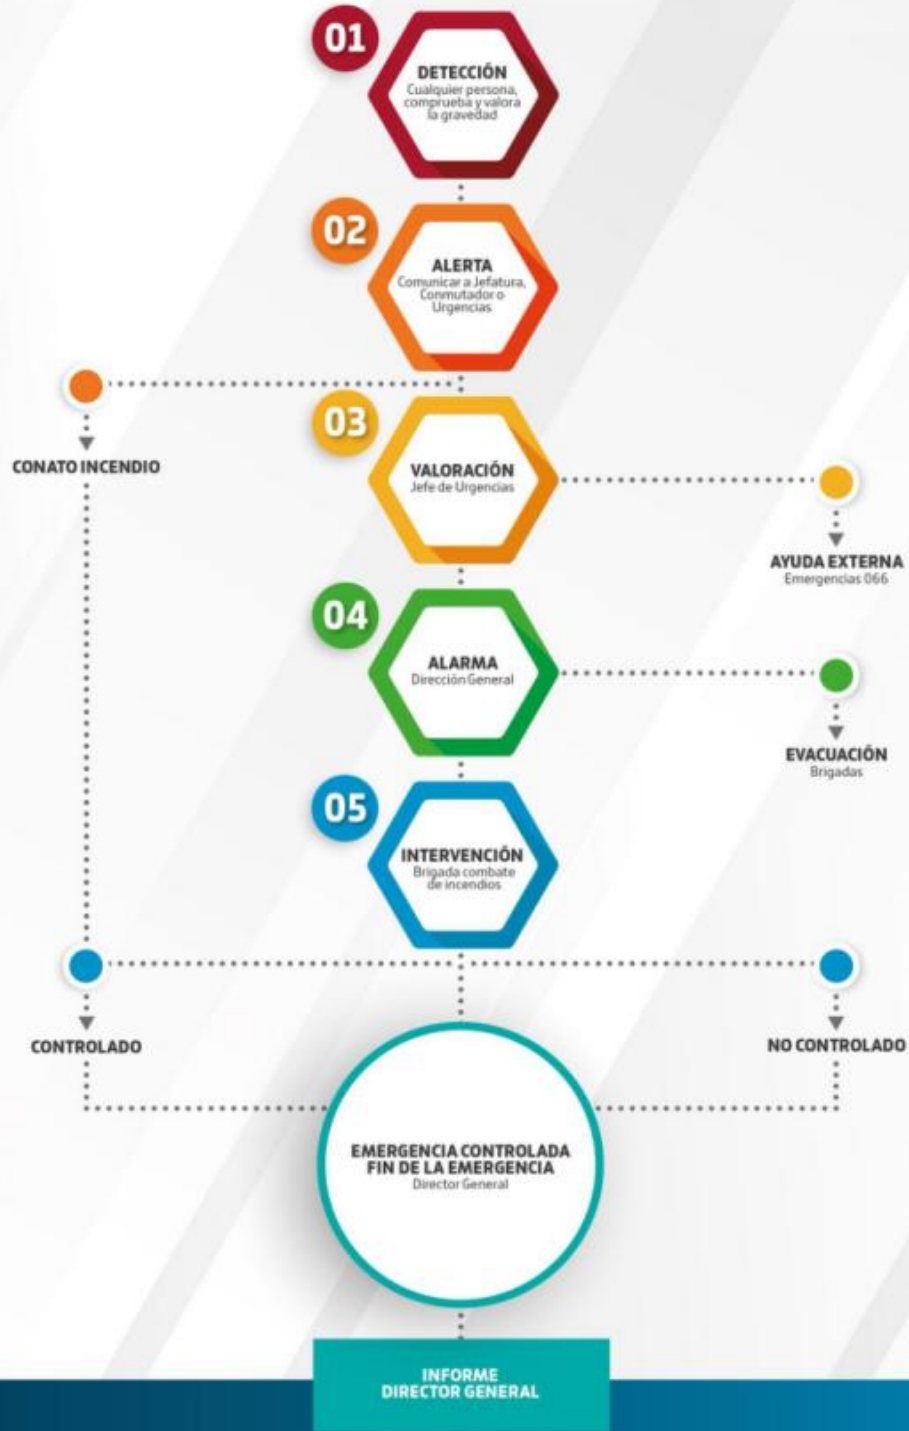 01
DETECCIÓN
Cualquier persona,
comprueba y valora
la gravedad
02
ALERTA
Comunicar a Jefatura,
Conmutador o
Urgencias
CONATO INCENDIO
03
VALORACIÓN
Jefe de Urgencias
AYUDA EXTERNA
Emergencias 066
04
ALARMA
Dirección General
EVACUACIÓN
Brigadas
05
INTERVENCIÓN
Brigada combate
de incendios
CONTROLADO
NO CONTROLADO
EMERGENCIA CONTROLADA
FIN DE LA EMERGENCIA
Director General
INFORME
DIRECTOR GENERAL